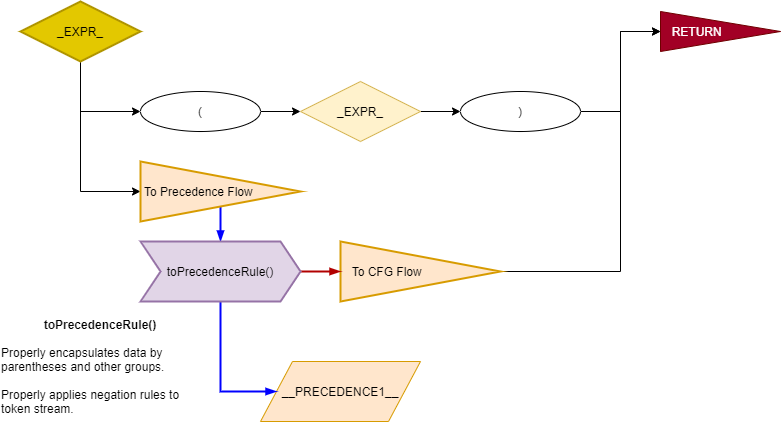 _EXPR_
RETURN
(
_EXPR_
)
To Precedence Flow
toPrecedenceRule()
To CFG Flow
toPrecedenceRule()
Properly encapsulates data by
parentheses and other groups.
Properly applies negation rules to
token stream.
__PRECEDENCE1__